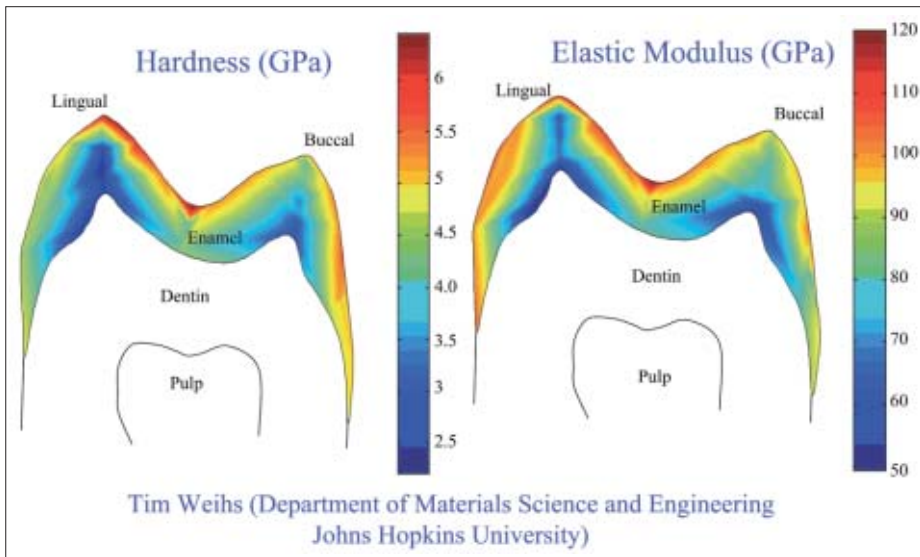 Hardness (GPa)
Lingual
Buccal
Enamel
Dentin
Pulp
6
5.5
5
4.5
4.0
3.5
3
2.5
Elastic Modulus (GPa)
Lingual
Buccal
Enamel
Dentin
Pulp
120
110
100
90
80
70
60
50
Tim Weihs (Department of Materials Science and Engineering
Johns Hopkins University)